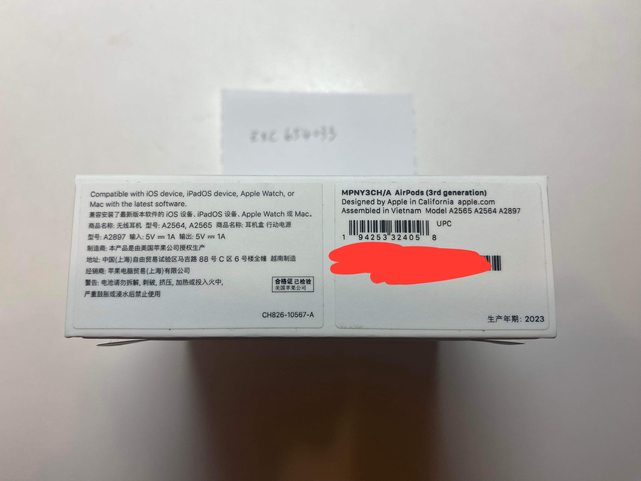 EXC 654033
Compatible with iOS device, iPadOS device, Apple Watch, or
Mac with the latest software.
兼容安装了最新版本软件的 iOS 设备、iPadOS 设备、Apple Watch 或 Mac。
商品名称: 无线耳机 型号: A2564, A2565 商品名称: 耳机盒 行动电源
型号: A2897 输入: 5V⎓1A 输出: 5V⎓1A
制造商: 本产品是由美国苹果公司授权生产
地址: 中国(上海)自由贸易试验区马吉路 88 号 C 区 6 号楼全幢 越南制造
经销商: 苹果电脑贸易(上海)有限公司
警告: 电池请勿拆解, 刺破, 挤压, 加热或投入火中,
严重鼓胀或浸水后禁止使用
合格证 已检验
美国苹果公司
CH826-10567-A
MPNY3CH/A AirPods (3rd generation)
Designed by Apple in California apple.com
Assembled in Vietnam Model A2565 A2564 A2897
UPC
1 94253 32405 8
生产年期: 2023